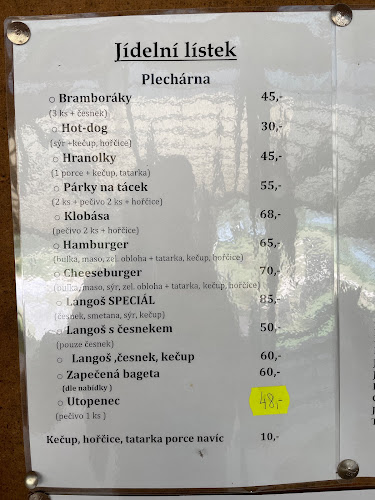 Jídelní lístek
Plechárna
Bramboráky 45,-
(3 ks + česnek)
Hot-dog 30,-
(sýr +kečup, hořčice)
Hranolky 45,-
(1 porce + kečup, tatarka)
Párky na tácek 55,-
(2 ks + pečivo 2 ks + hořčice)
Klobása 68,-
(pečivo 2 ks + hořčice)
Hamburger 65,-
(bulka, maso, zel. obloha + tatarka, kečup, hořčice)
Cheeseburger 70,-
(bulka, maso, sýr, zel. obloha + tatarka, kečup, hořčice)
Langoš SPECIÁL 85,-
(česnek, smetana, sýr, kečup)
Langoš s česnekem 50,-
(pouze česnek)
Langoš ,česnek, kečup 60,-
Zapečená bageta 60,-
(dle nabídky )
Utopenec 48,-
(pečivo 1 ks )
Kečup, hořčice, tatarka porce navíc 10,-